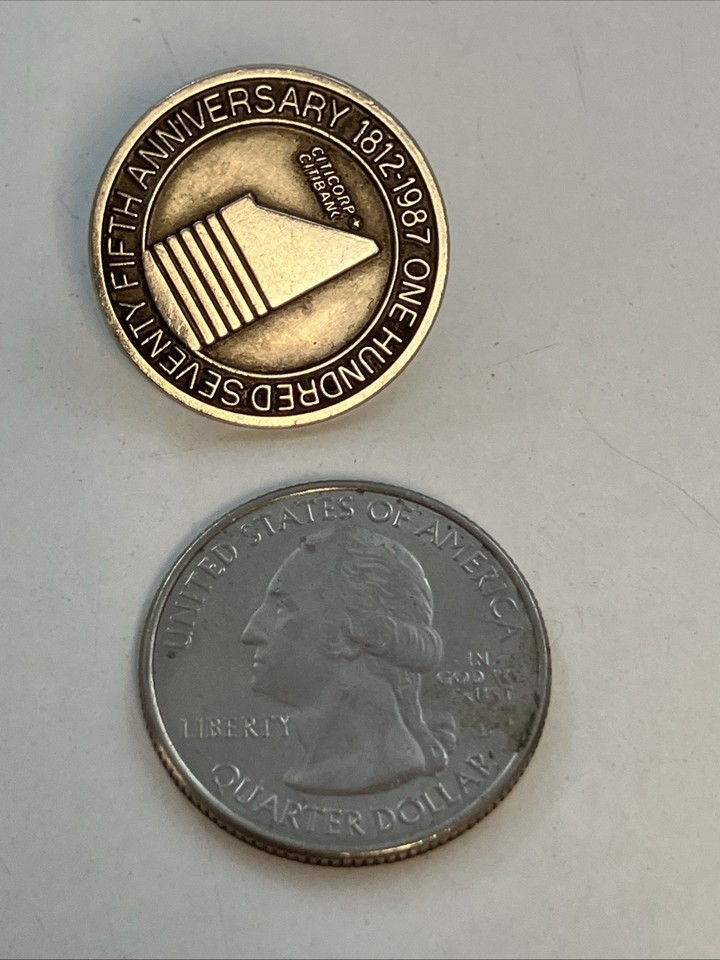 ONE HUNDRED SEVENTY FIFTH ANNIVERSARY 1812-1987
CITICORP
CITIBANK
UNITED STATES OF AMERICA
LIBERTY
IN
GOD WE
TRUST
QUARTER DOLLAR